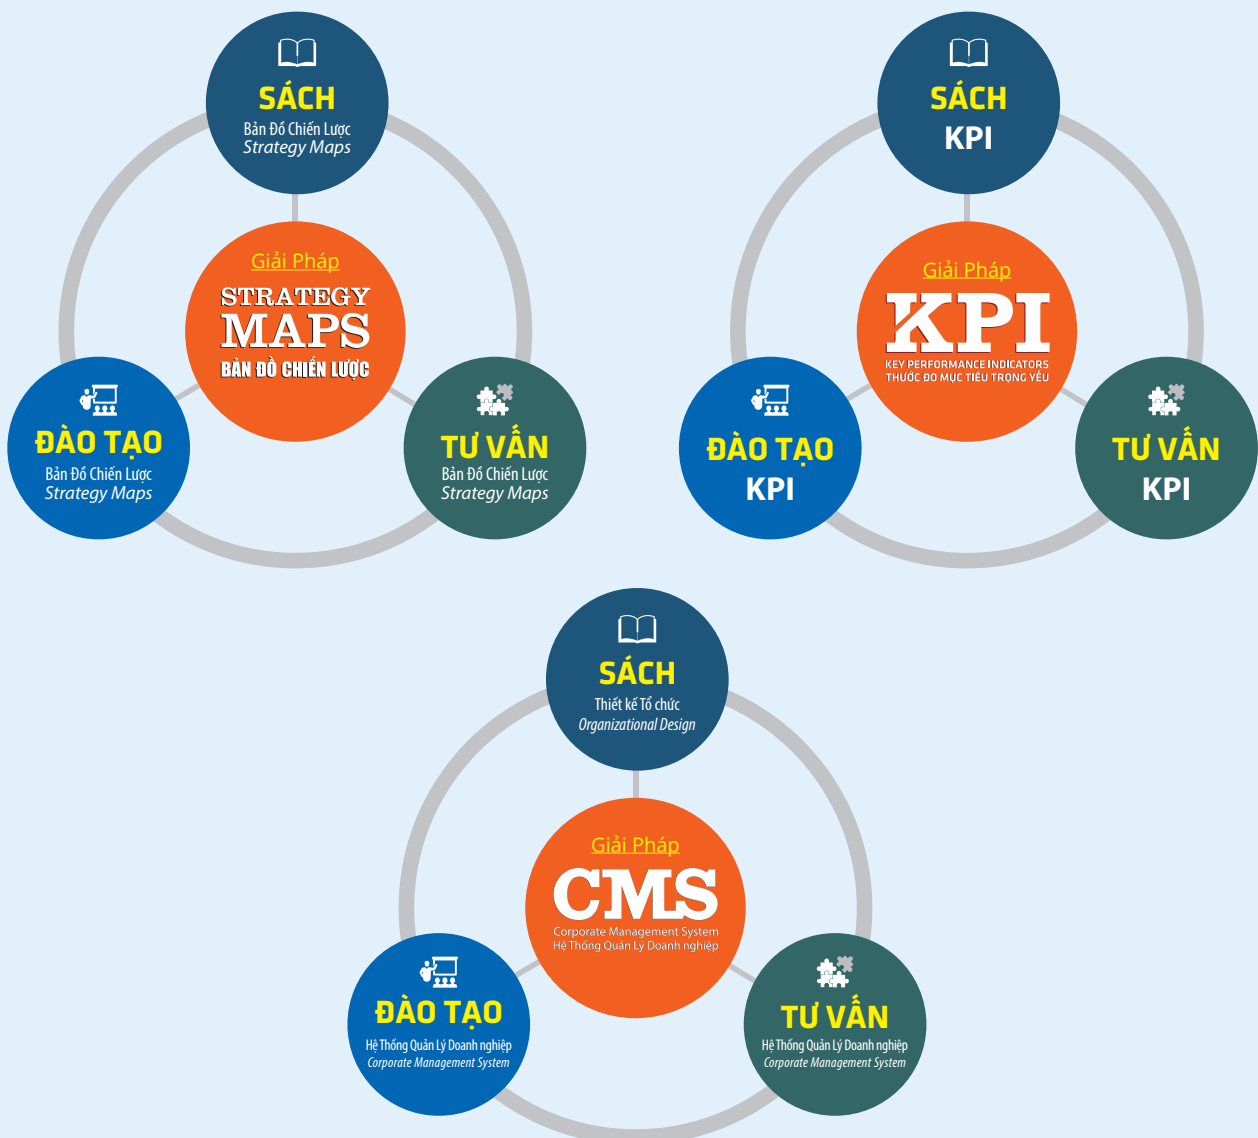 SÁCH
Bản Đồ Chiến Lược
Strategy Maps
Giải Pháp
STRATEGY
MAPS
BẢN ĐỒ CHIẾN LƯỢC
ĐÀO TẠO
Bản Đồ Chiến Lược
Strategy Maps
TƯ VẤN
Bản Đồ Chiến Lược
Strategy Maps
SÁCH
KPI
Giải Pháp
KPI
KEY PERFORMANCE INDICATORS
THƯỚC ĐO MỤC TIÊU TRỌNG YẾU
ĐÀO TẠO
KPI
TƯ VẤN
KPI
SÁCH
Thiết kế Tổ chức
Organizational Design
Giải Pháp
CMS
Corporate Management System
Hệ Thống Quản Lý Doanh nghiệp
ĐÀO TẠO
Hệ Thống Quản Lý Doanh nghiệp
Corporate Management System
TƯ VẤN
Hệ Thống Quản Lý Doanh nghiệp
Corporate Management System